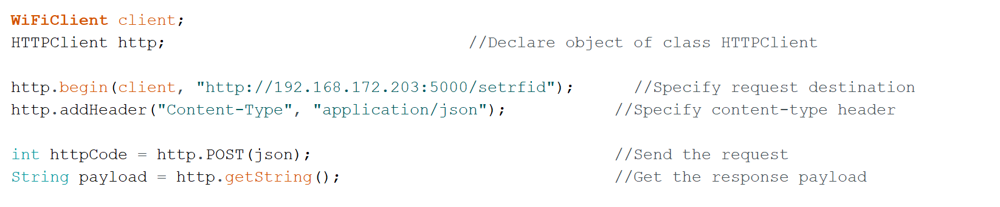 WiFiClient client;
HTTPClient http; //Declare object of class HTTPClient
http.begin(client, "http://192.168.172.203:5000/setrfid"); //Specify request destination
http.addHeader("Content-Type", "application/json"); //Specify content-type header
int httpCode = http.POST(json); //Send the request
String payload = http.getString(); //Get the response payload